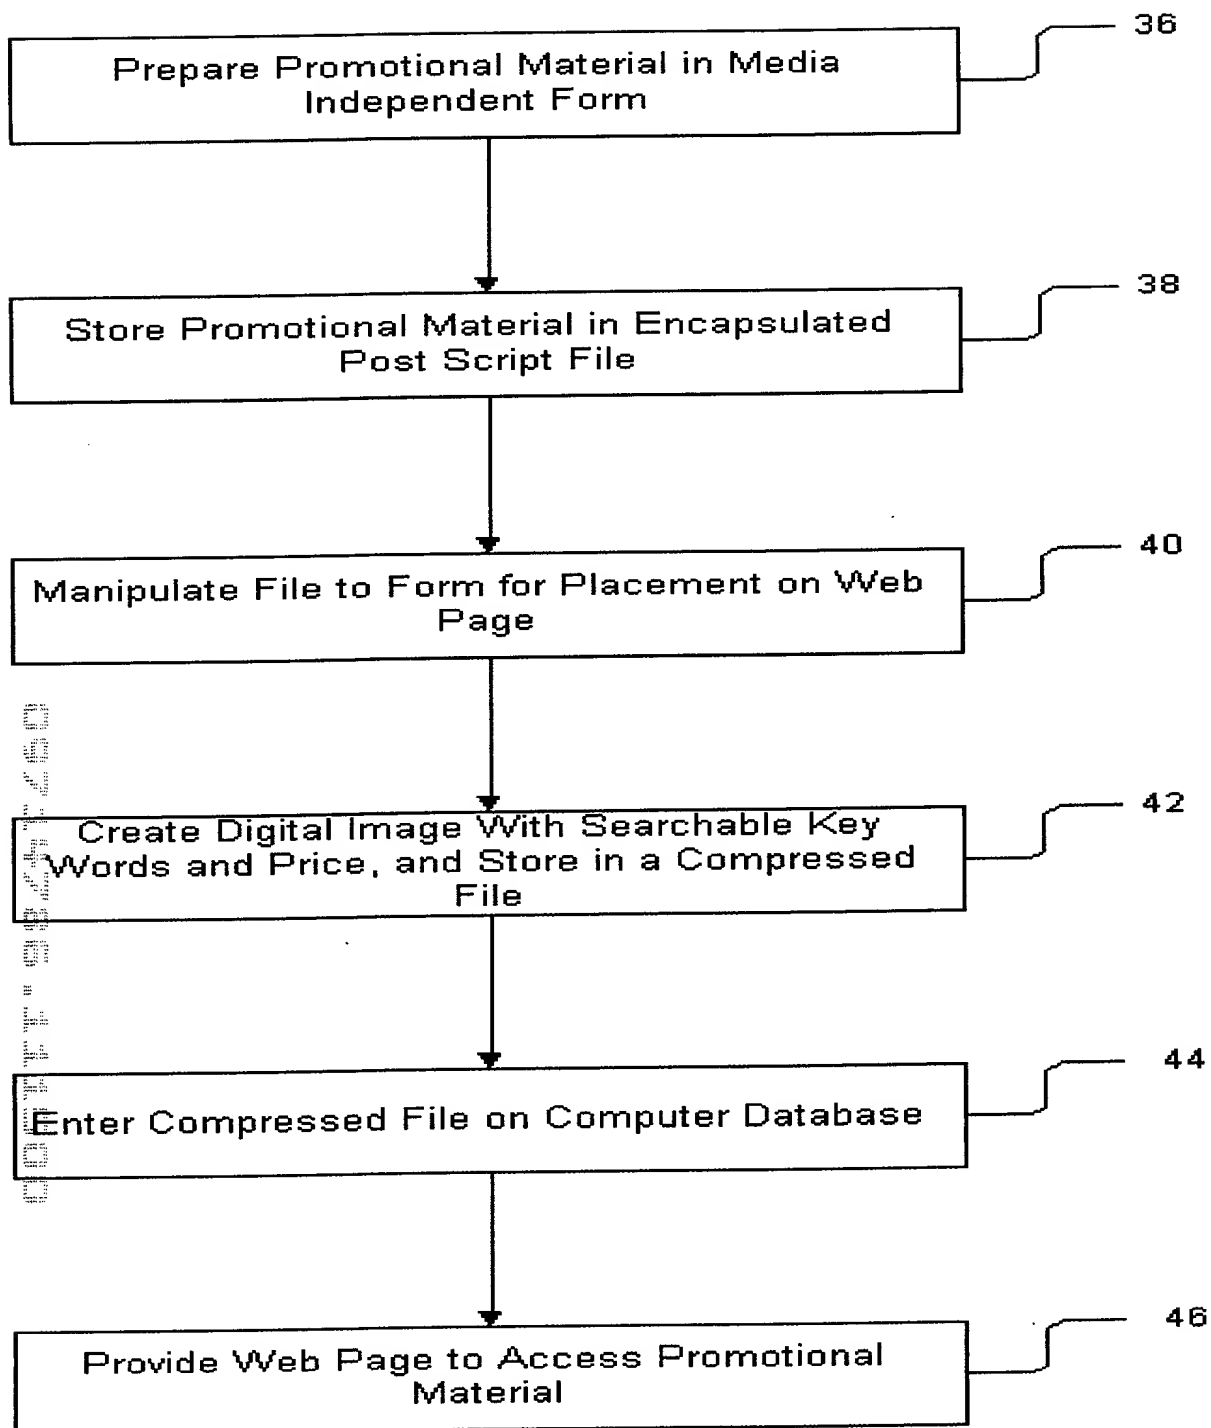 36
Prepare Promotional Material in Media
Independent Form
38
Store Promotional Material in Encapsulated
Post Script File
40
Manipulate File to Form for Placement on Web
Page
42
Create Digital Image With Searchable Key
Words and Price, and Store in a Compressed
File
44
Enter Compressed File on Computer Database
46
Provide Web Page to Access Promotional
Material